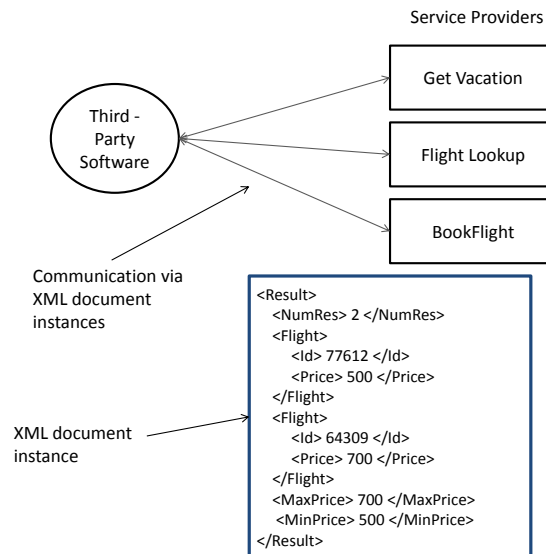 Service Providers
Get Vacation
Third -
Party
Software
Flight Lookup
BookFlight
Communication via
XML document
instances
<Result>
<NumRes> 2 </NumRes>
<Flight>
<Id> 77612 </Id>
<Price> 500 </Price>
</Flight>
<Flight>
<Id> 64309 </Id>
<Price> 700 </Price>
</Flight>
<MaxPrice> 700 </MaxPrice>
<MinPrice> 500 </MinPrice>
</Result>
XML document
instance